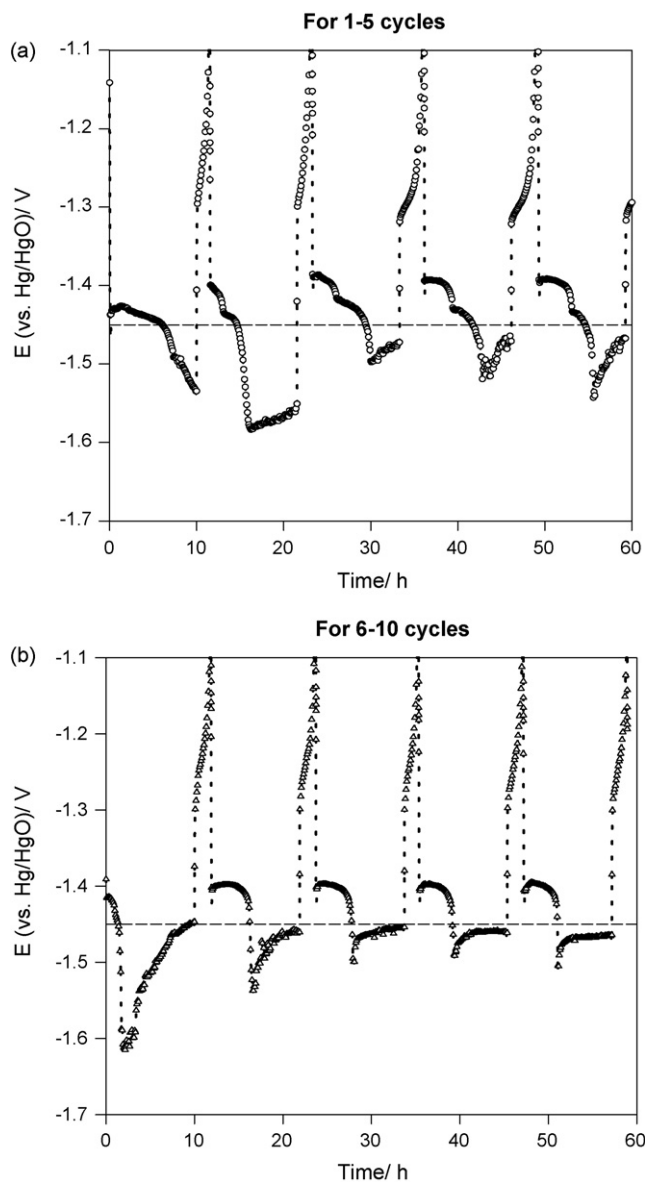 For 1-5 cycles
(a)
-1.1
-1.2
-1.3
-1.4
-1.5
-1.6
-1.7
E (vs. Hg/HgO)/ V
0 10 20 30 40 50 60
Time/ h
For 6-10 cycles
(b)
-1.1
-1.2
-1.3
-1.4
-1.5
-1.6
-1.7
E (vs. Hg/HgO)/ V
0 10 20 30 40 50 60
Time/ h